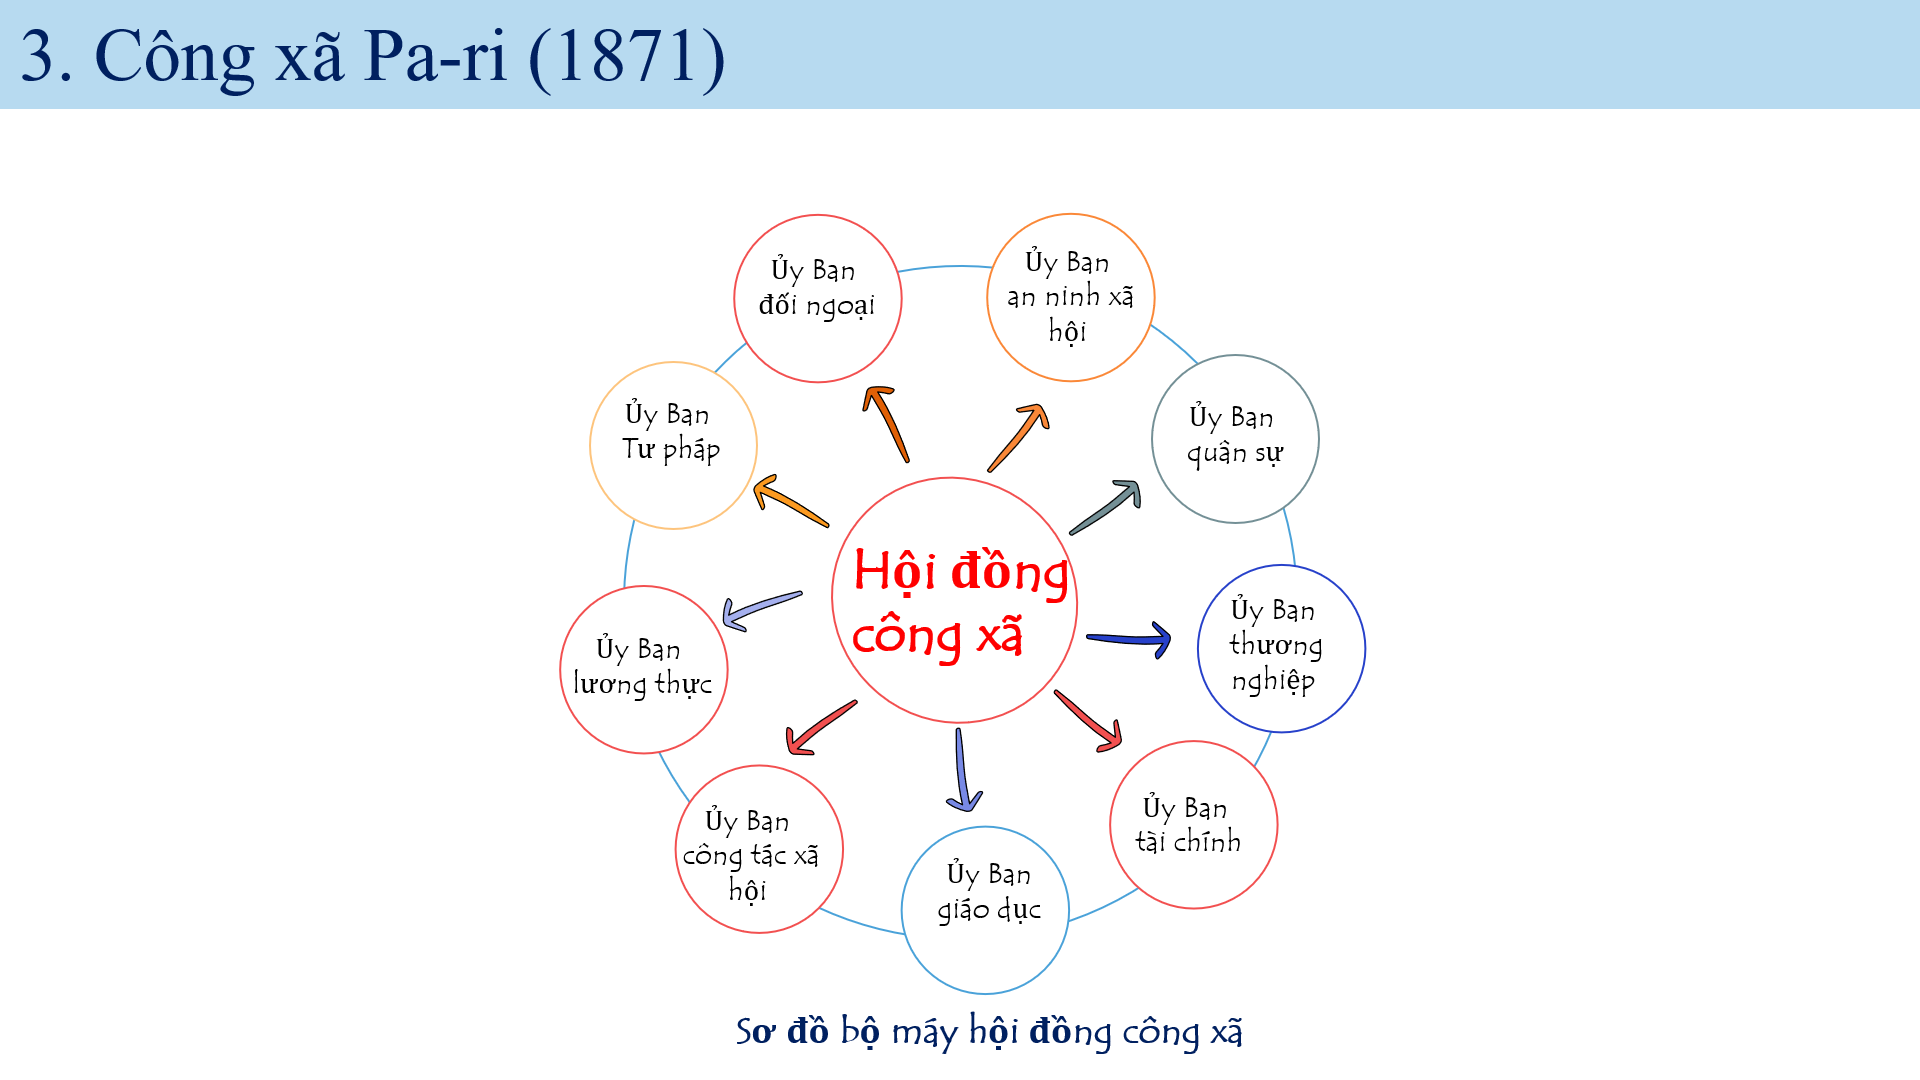 3. Công xã Pa-ri (1871)
Ủy Ban
đối ngoại
Ủy Ban
an ninh xã
hội
Ủy Ban
Tư pháp
Ủy Ban
quân sự
Hội đồng
công xã
Ủy Ban
lương thực
Ủy Ban
thương
nghiệp
Ủy Ban
công tác xã
hội
Ủy Ban
giáo dục
Ủy Ban
tài chính
Sơ đồ bộ máy hội đồng công xã